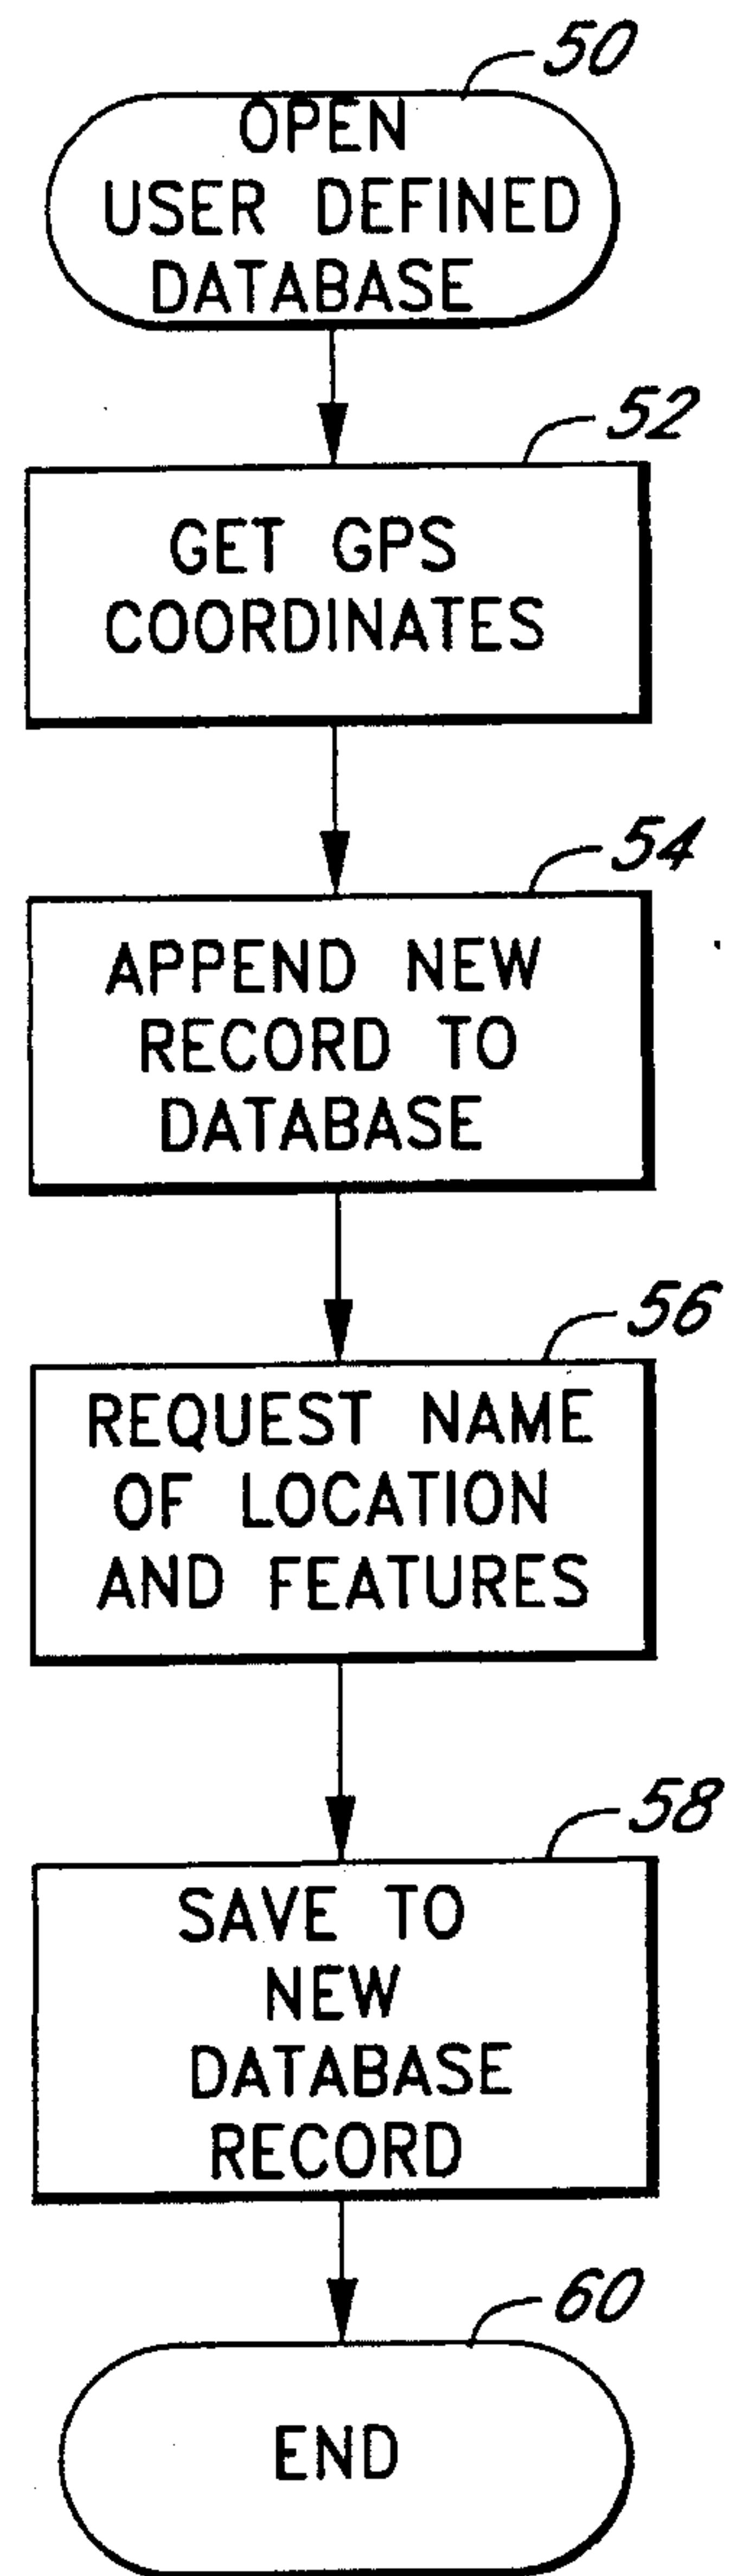 50
OPEN
USER DEFINED
DATABASE
52
GET GPS
COORDINATES
54
APPEND NEW
RECORD TO
DATABASE
56
REQUEST NAME
OF LOCATION
AND FEATURES
58
SAVE TO
NEW
DATABASE
RECORD
60
END